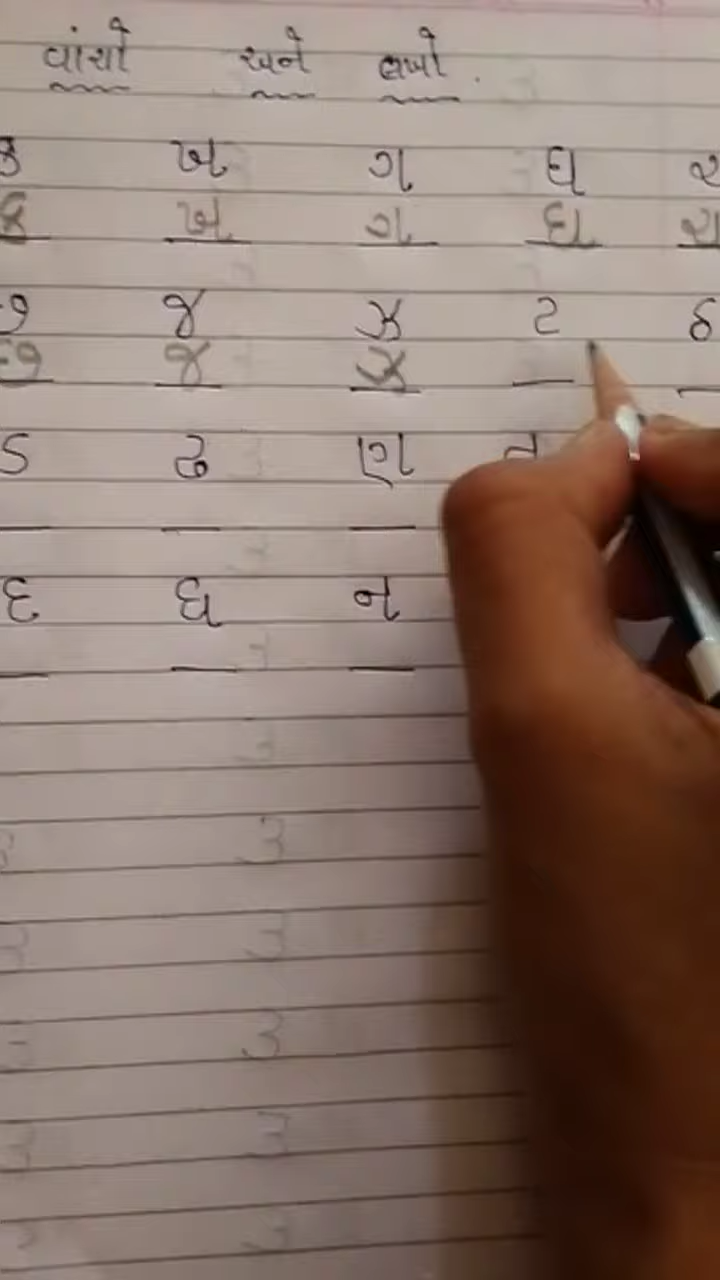 વાંચો અને લખો.
ક ખ ગ ઘ ચ
ક ખ ગ ઘ ચ
છ જ ઝ ટ ઠ
છ જ ઝ
ડ ઢ ણ ત
દ ધ ન